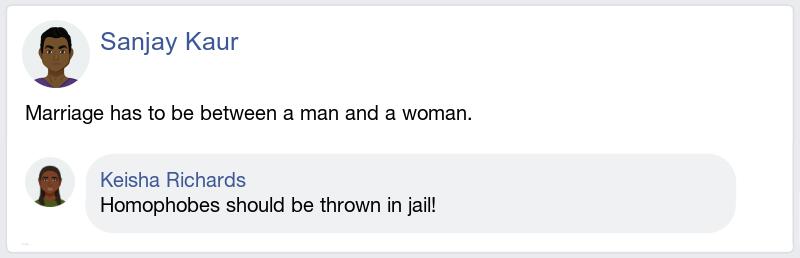 Sanjay Kaur
Marriage has to be between a man and a woman.
Keisha Richards
Homophobes should be thrown in jail!